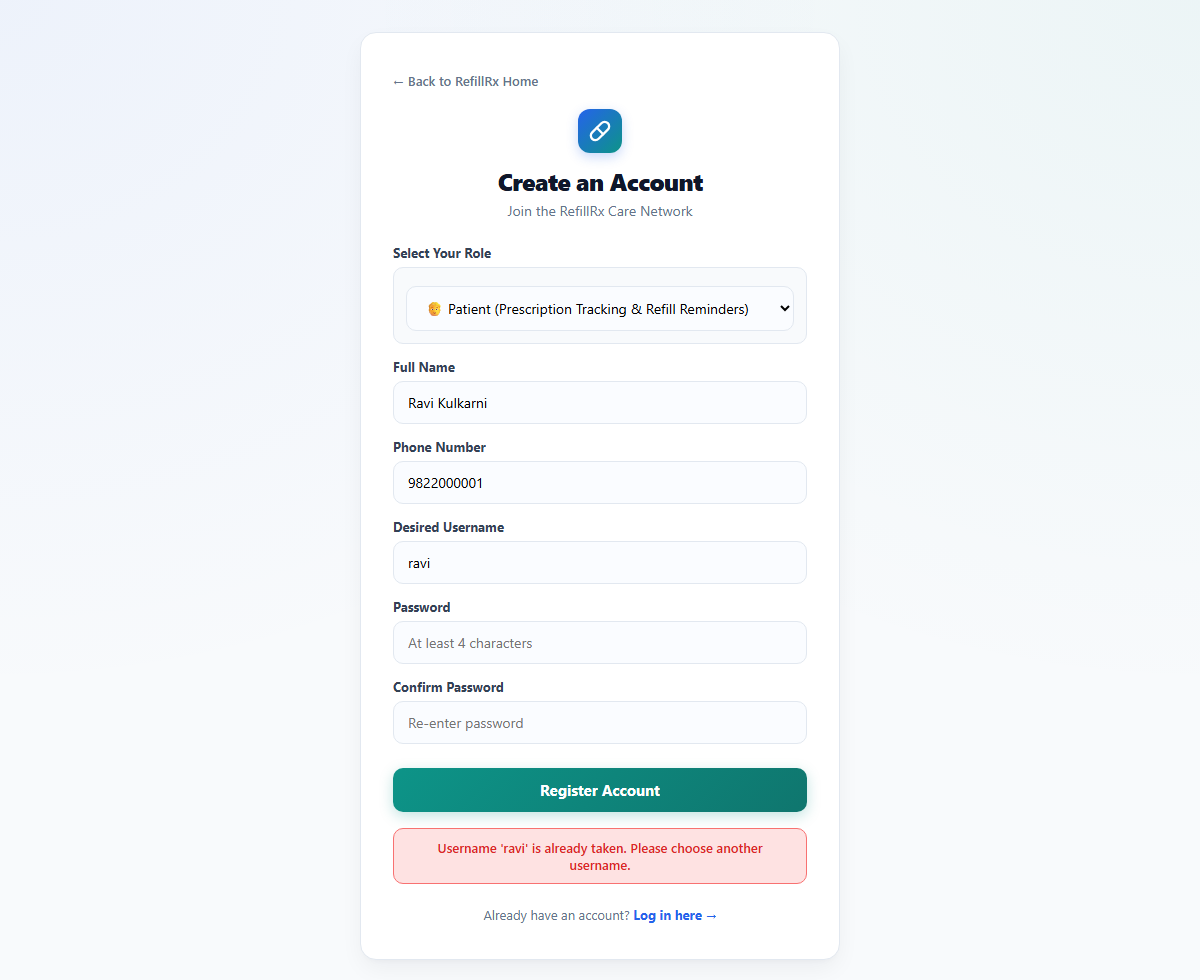 ← Back to RefillRx Home
Create an Account
Join the RefillRx Care Network
Select Your Role
Patient (Prescription Tracking & Refill Reminders)
Full Name
Ravi Kulkarni
Phone Number
9822000001
Desired Username
ravi
Password
At least 4 characters
Confirm Password
Re-enter password
Register Account
Username 'ravi' is already taken. Please choose another
username.
Already have an account? Log in here →